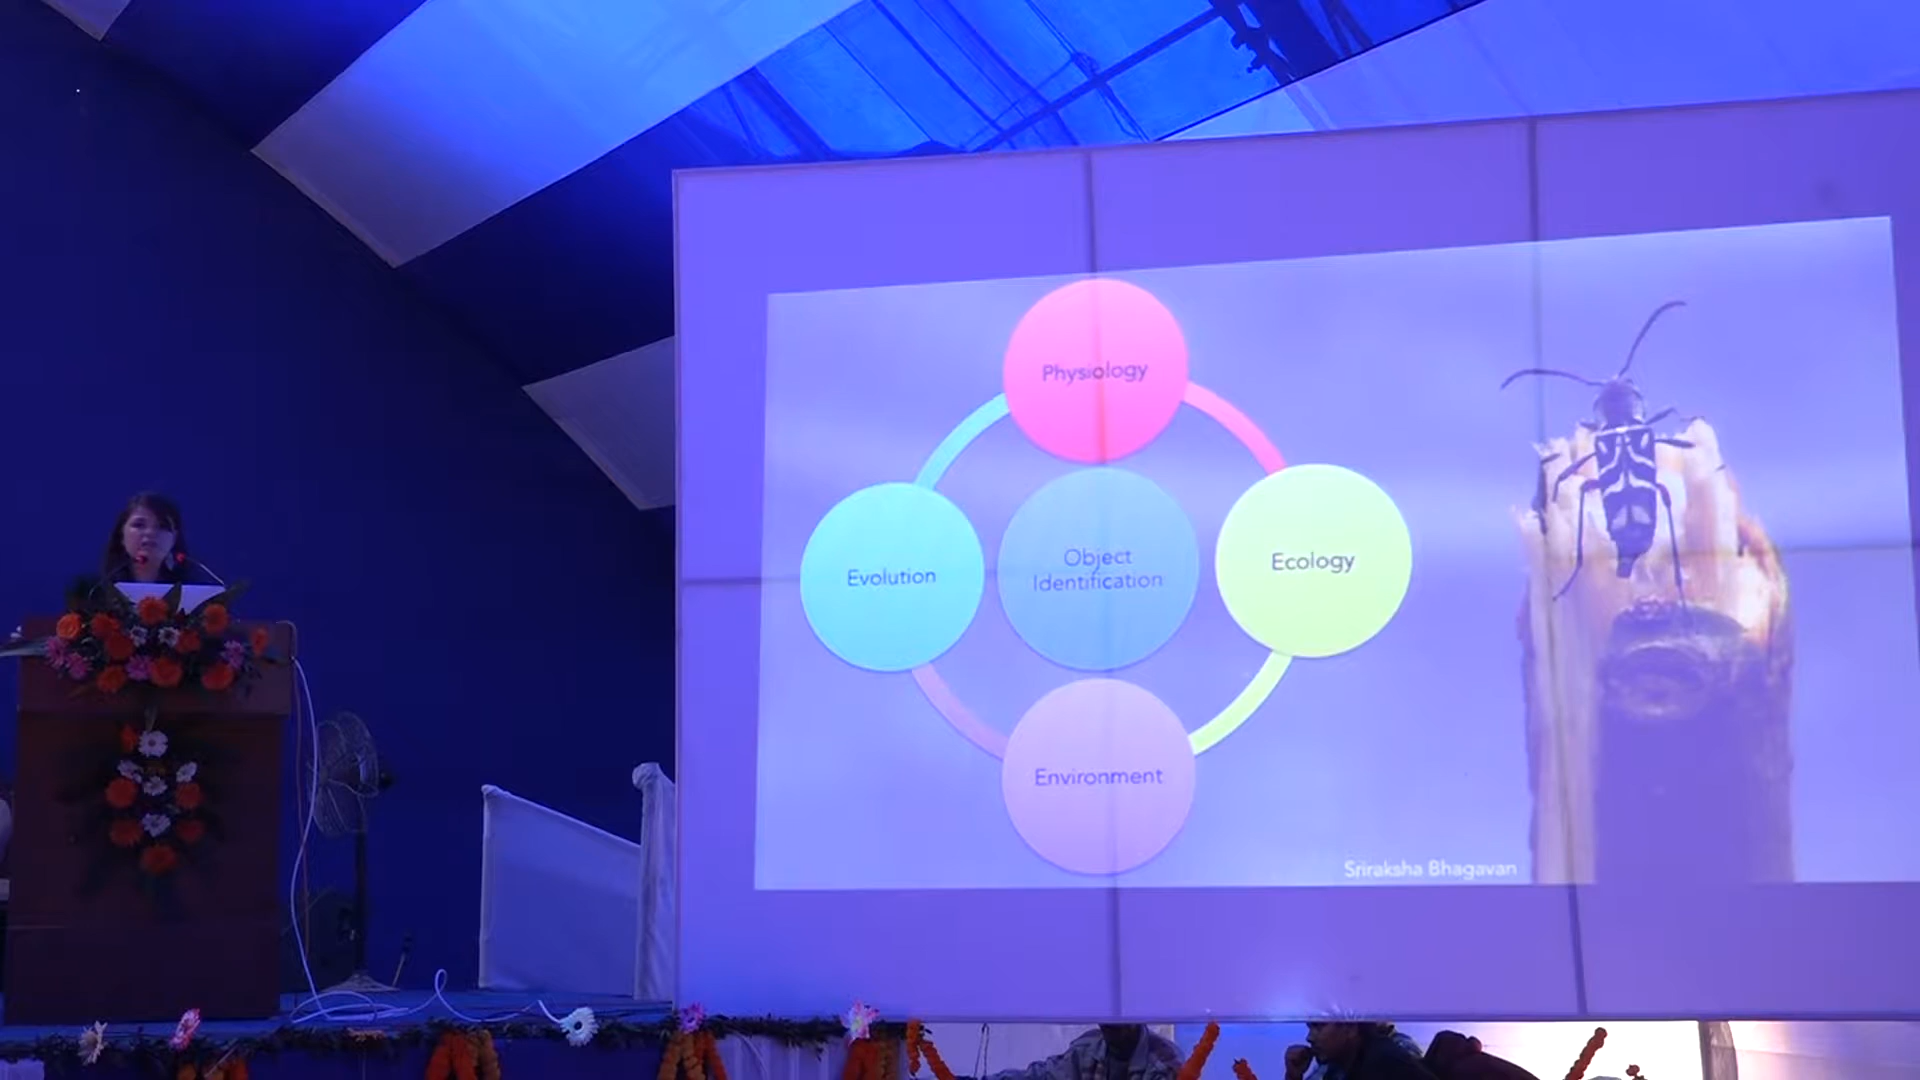 Physiology
Evolution
Object
Identification
Ecology
Environment
Sriraksha Bhagavan